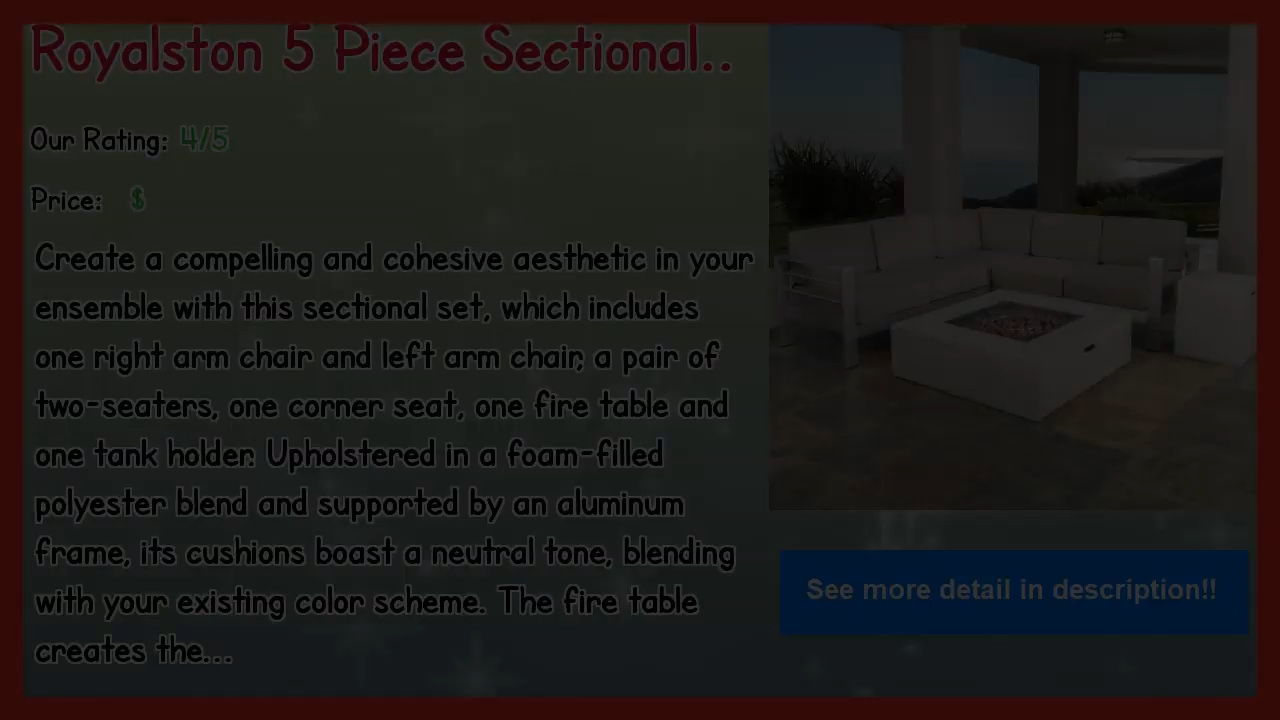 Royalston 5 Piece Sectional..
Our Rating: 4/5
Price: $
Create a compelling and cohesive aesthetic in your
ensemble with this sectional set, which includes
one right arm chair and left arm chair, a pair of
two-seaters, one corner seat, one fire table and
one tank holder. Upholstered in a foam-filled
polyester blend and supported by an aluminum
frame, its cushions boast a neutral tone, blending
with your existing color scheme. The fire table
creates the...
See more detail in description!!